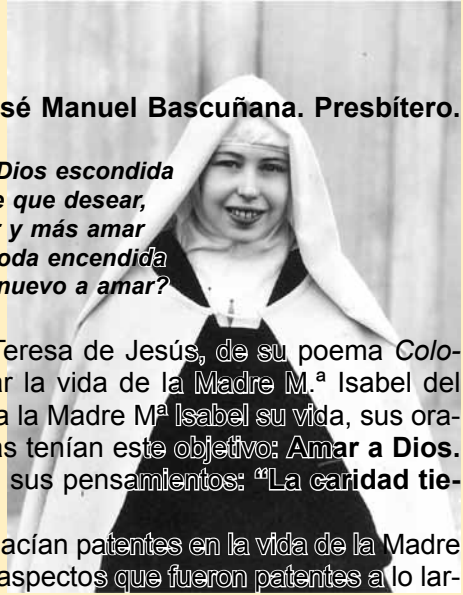 sé Manuel Bascuñana. Presbítero.
Dios escondida
e que desear,
r y más amar
oda encendida
nuevo a amar?
Teresa de Jesús, de su poema Colo-
ar la vida de la Madre M.ª Isabel del
a la Madre Mª Isabel su vida, sus ora-
as tenían este objetivo: Amar a Dios.
sus pensamientos: “La caridad tie-
acían patentes en la vida de la Madre
aspectos que fueron patentes a lo lar-